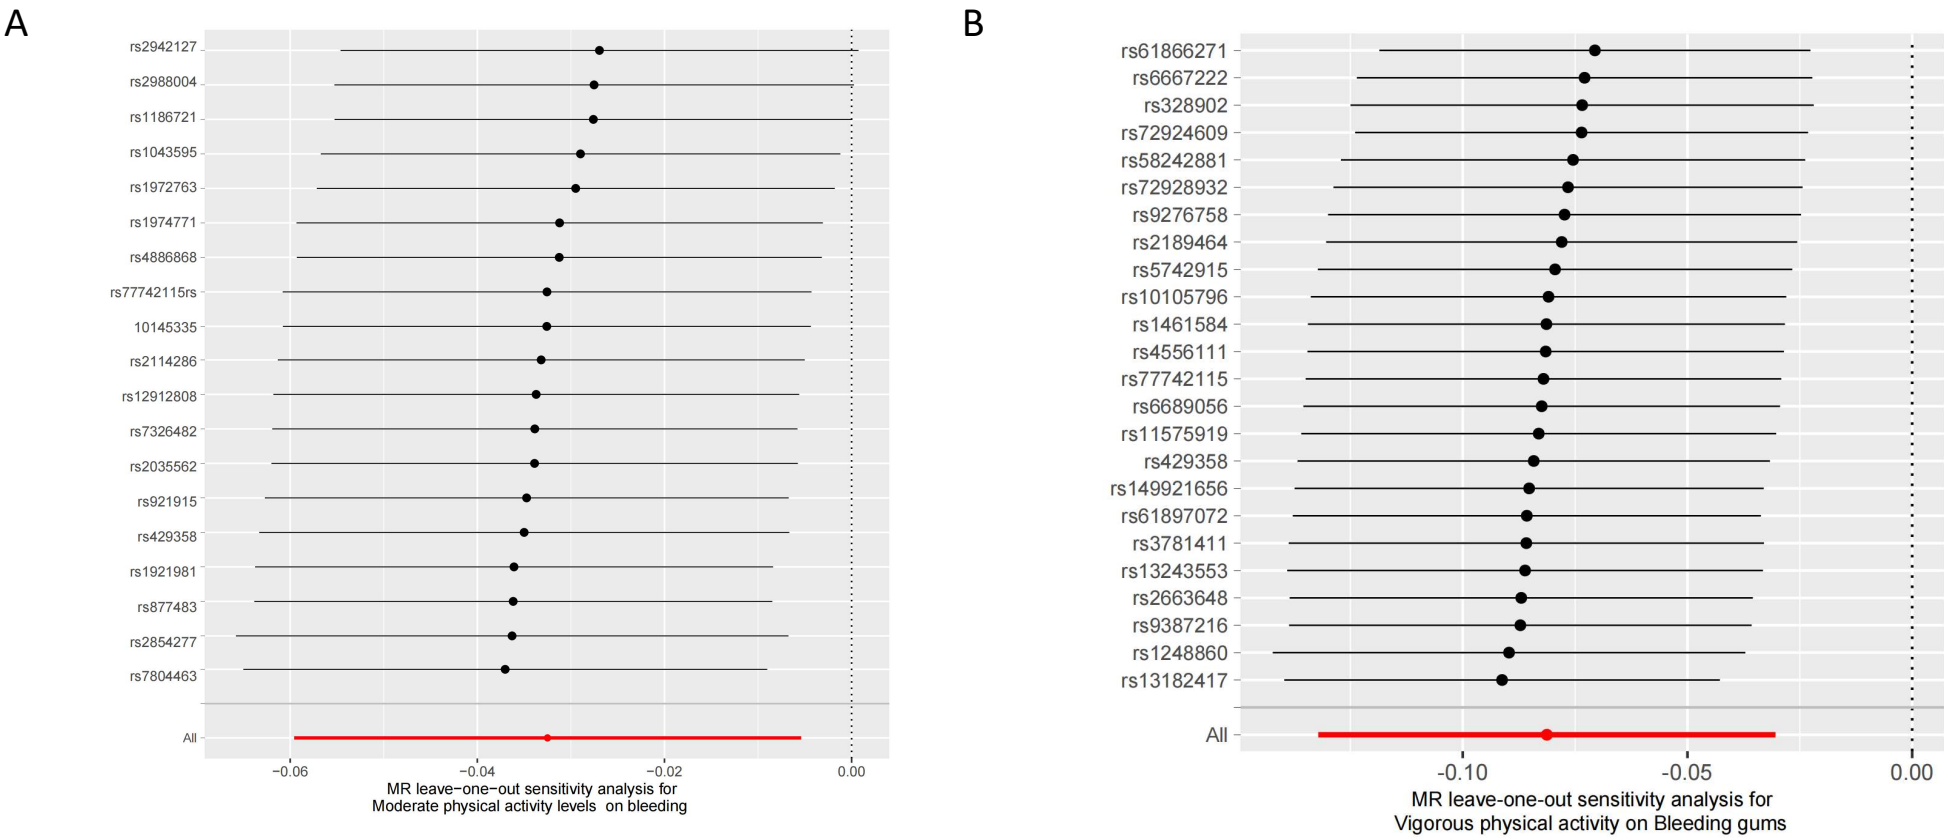 A
rs2942127
rs2988004
rs1186721
rs1043595
rs1972763
rs1974771
rs4886868
rs77742115rs
10145335
rs2114286
rs12912808
rs7326482
rs2035562
rs921915
rs429358
rs1921981
rs877483
rs2854277
rs7804463
All
−0.06 −0.04 −0.02 0.00
MR leave−one−out sensitivity analysis for
Moderate physical activity levels on bleeding
B
rs61866271
rs6667222
rs328902
rs72924609
rs58242881
rs72928932
rs9276758
rs2189464
rs5742915
rs10105796
rs1461584
rs4556111
rs77742115
rs6689056
rs11575919
rs429358
rs149921656
rs61897072
rs3781411
rs13243553
rs2663648
rs9387216
rs1248860
rs13182417
All
-0.10 -0.05 0.00
MR leave-one-out sensitivity analysis for
Vigorous physical activity on Bleeding gums